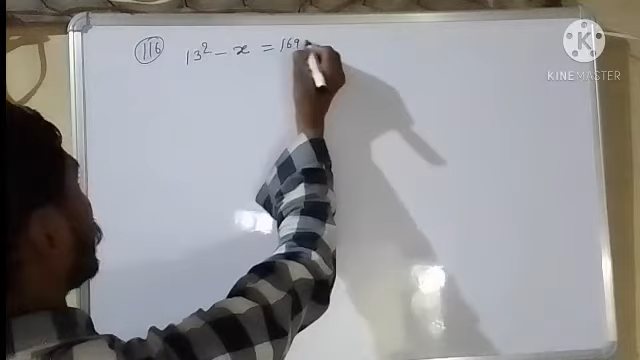 116 13² - x = 169
KINEMASTER